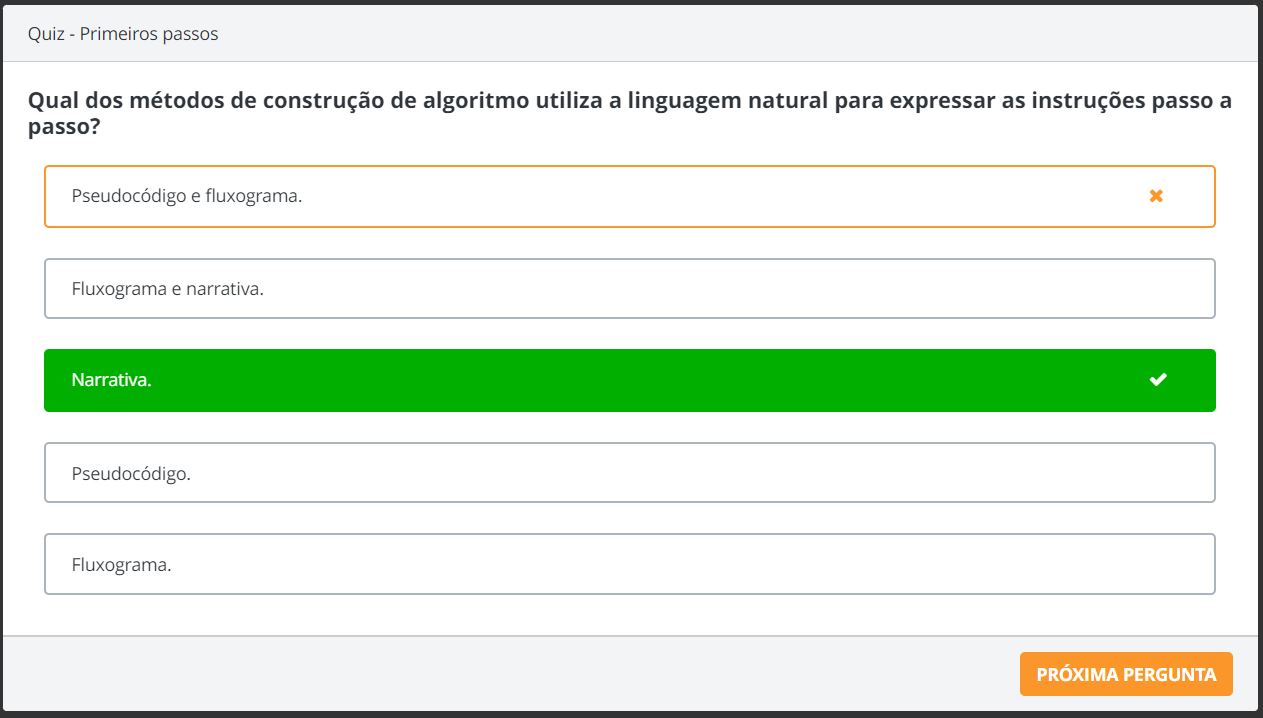 Quiz - Primeiros passos
Qual dos métodos de construção de algoritmo utiliza a linguagem natural para expressar as instruções passo a
passo?
Pseudocódigo e fluxograma.
Fluxograma e narrativa.
Narrativa.
Pseudocódigo.
Fluxograma.
PRÓXIMA PERGUNTA